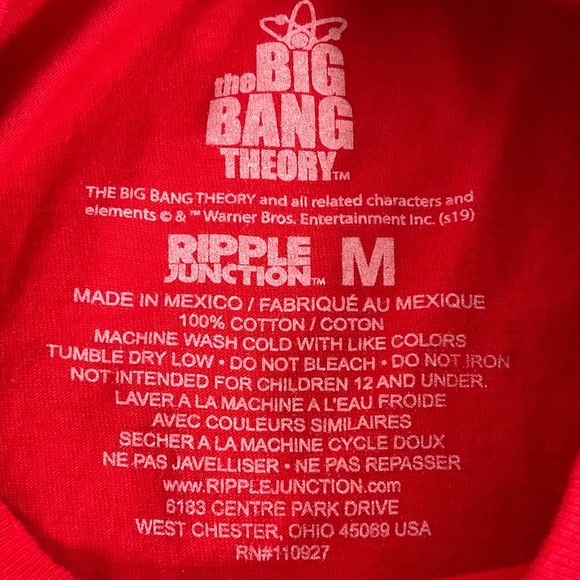 the BIG
BANG
THEORY™
THE BIG BANG THEORY and all related characters and
elements © & ™ Warner Bros. Entertainment Inc. (s19)
RIPPLE
JUNCTION™ M
MADE IN MEXICO / FABRIQUÉ AU MEXIQUE
100% COTTON / COTON
MACHINE WASH COLD WITH LIKE COLORS
TUMBLE DRY LOW • DO NOT BLEACH • DO NOT IRON
NOT INTENDED FOR CHILDREN 12 AND UNDER.
LAVER A LA MACHINE A L'EAU FROIDE
AVEC COULEURS SIMILAIRES
SECHER A LA MACHINE CYCLE DOUX
NE PAS JAVELLISER • NE PAS REPASSER
www.RIPPLEJUNCTION.com
6183 CENTRE PARK DRIVE
WEST CHESTER, OHIO 45069 USA
RN#110927